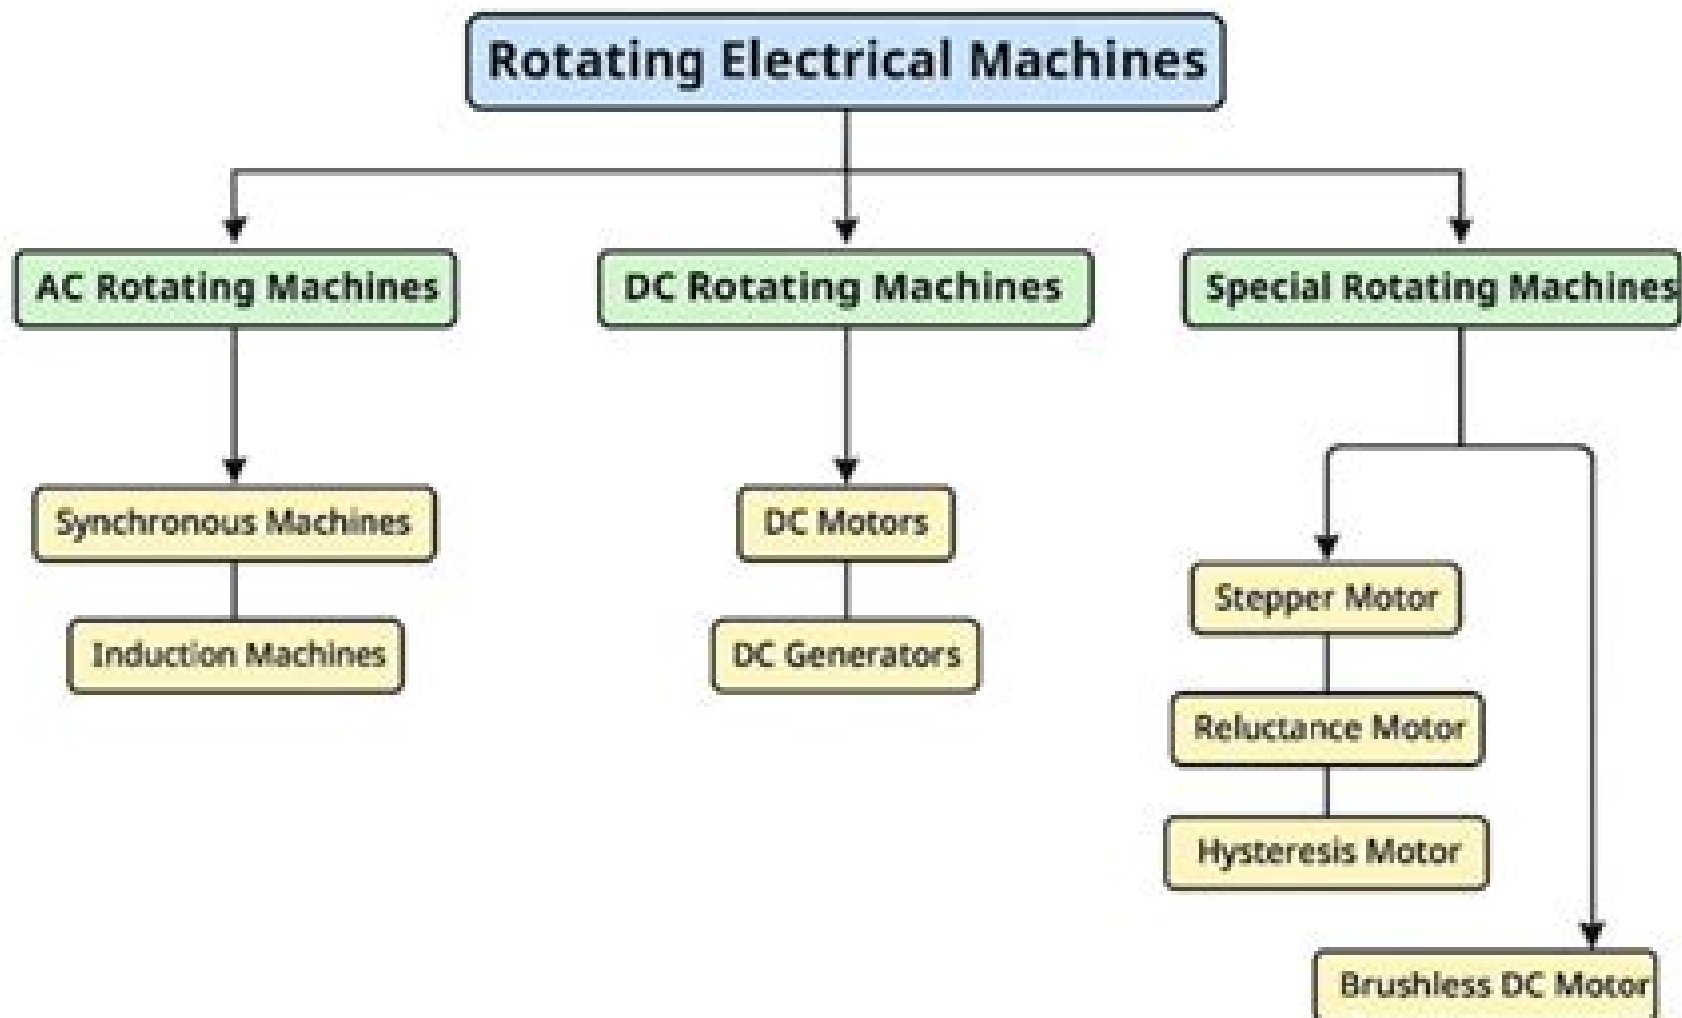 Rotating Electrical Machines
AC Rotating Machines
DC Rotating Machines
Special Rotating Machines
Synchronous Machines
Induction Machines
DC Motors
DC Generators
Stepper Motor
Reluctance Motor
Hysteresis Motor
Brushless DC Motor